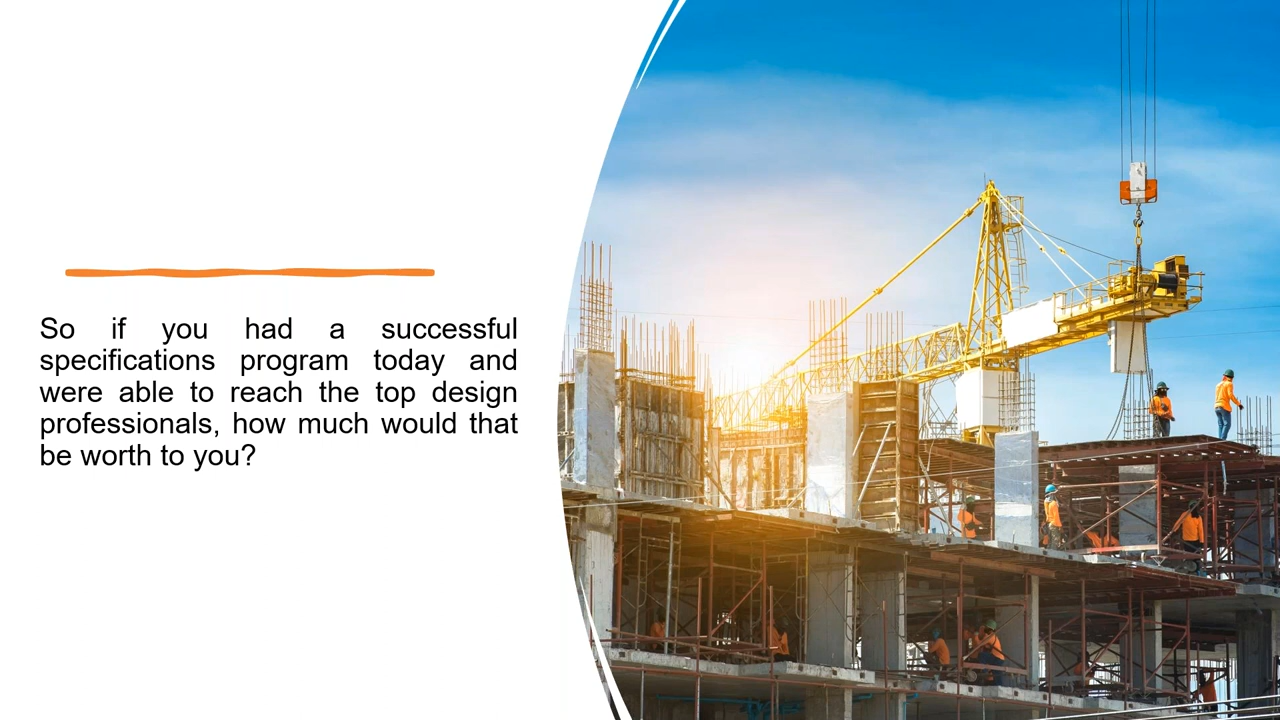 So if you had a successful
specifications program today and
were able to reach the top design
professionals, how much would that
be worth to you?